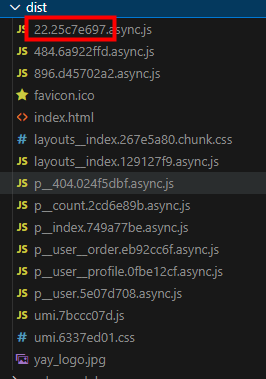 dist
JS 22.25c7e697.async.js
JS 484.6a922ffd.async.js
JS 896.d45702a2.async.js
favicon.ico
index.html
# layouts__index.267e5a80.chunk.css
JS layouts__index.129127f9.async.js
JS p__404.024f5dbf.async.js
JS p__count.2cd6e89b.async.js
JS p__index.749a77be.async.js
JS p__user__order.eb92cc6f.async.js
JS p__user__profile.0fbe12cf.async.js
JS p__user.5e07d708.async.js
JS umi.7bccc07d.js
# umi.6337ed01.css
yay_logo.jpg